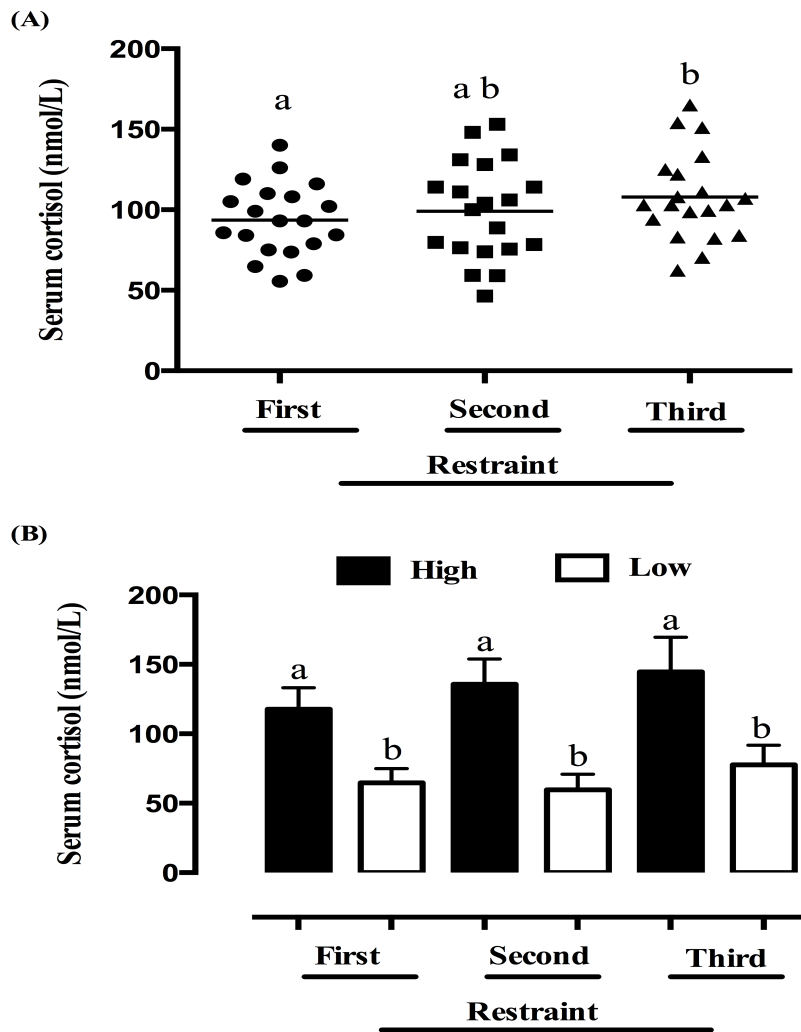 (A)
Serum cortisol (nmol/L)
200
150
100
50
0
a
a b
b
First
Second
Third
Restraint
(B)
High
Low
Serum cortisol (nmol/L)
200
150
100
50
0
a
b
a
b
a
b
First
Second
Third
Restraint